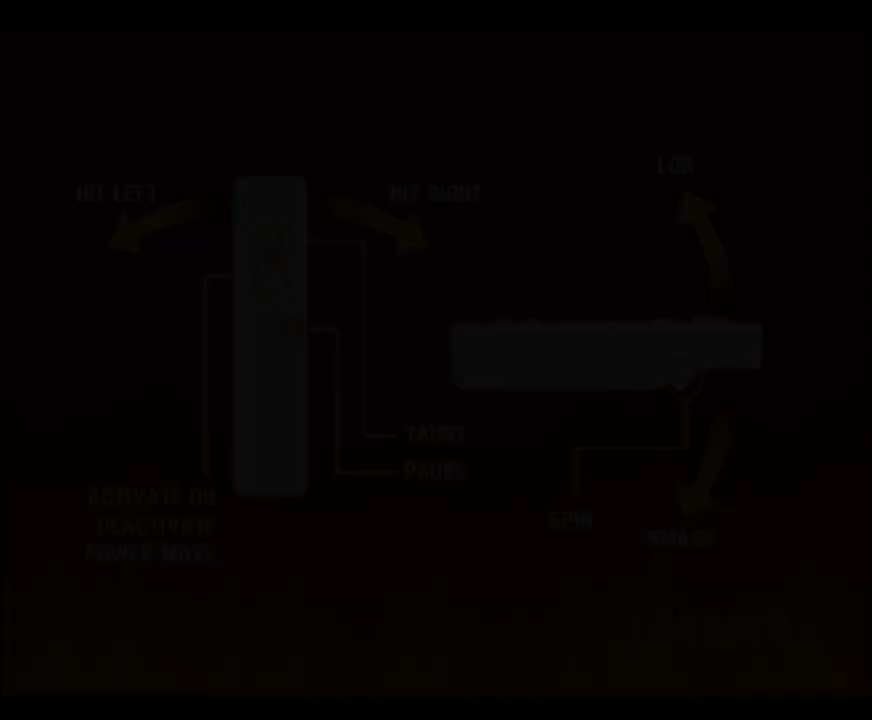 LOB
HIT LEFT
HIT RIGHT
TAUNT
PAUSE
ACTIVATE OR
DEACTIVATE
POWER MOVE
SPIN
SMASH